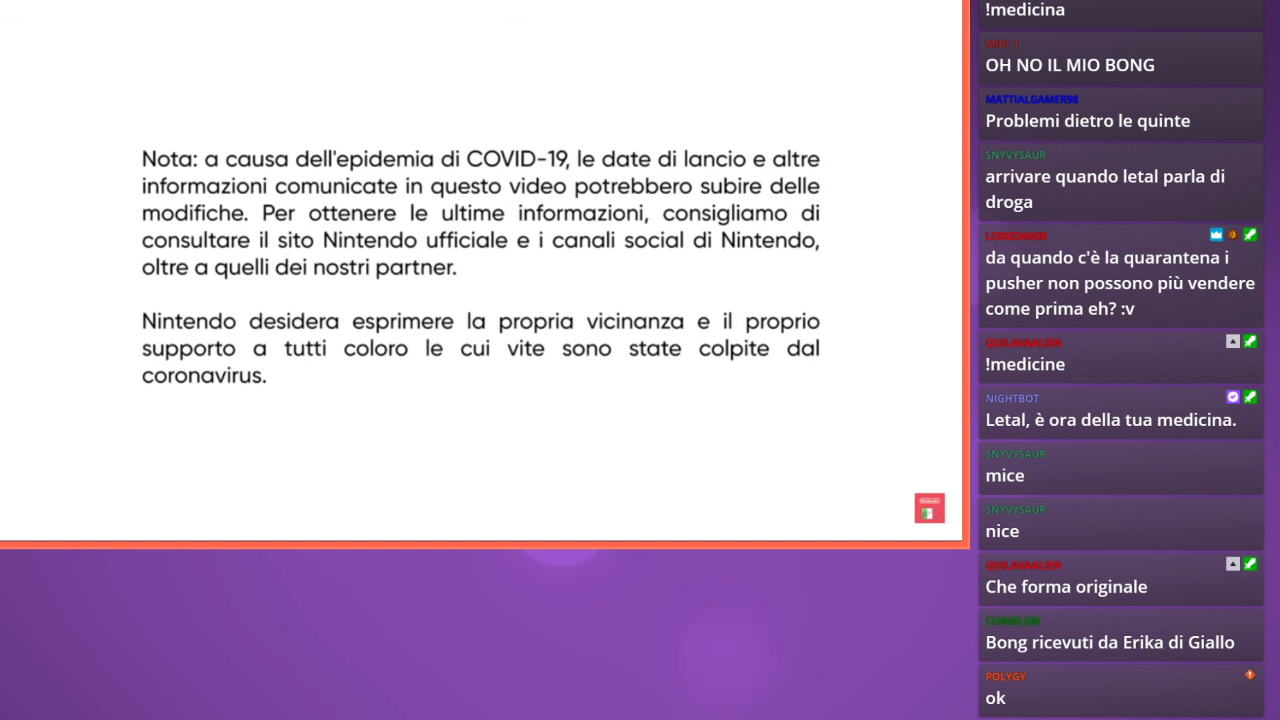 Nota: a causa dell'epidemia di COVID-19, le date di lancio e altre
informazioni comunicate in questo video potrebbero subire delle
modifiche. Per ottenere le ultime informazioni, consigliamo di
consultare il sito Nintendo ufficiale e i canali social di Nintendo,
oltre a quelli dei nostri partner.
Nintendo desidera esprimere la propria vicinanza e il proprio
supporto a tutti coloro le cui vite sono state colpite dal
coronavirus.
Nintendo
!medicina
OH NO IL MIO BONG
MATTIALGAMER98
Problemi dietro le quinte
SNYVYSAUR
arrivare quando letal parla di
droga
da quando c'è la quarantena i
pusher non possono più vendere
come prima eh? :v
!medicine
NIGHTBOT
Letal, è ora della tua medicina.
SNYVYSAUR
mice
SNYVYSAUR
nice
Che forma originale
Bong ricevuti da Erika di Giallo
POLYGY
ok